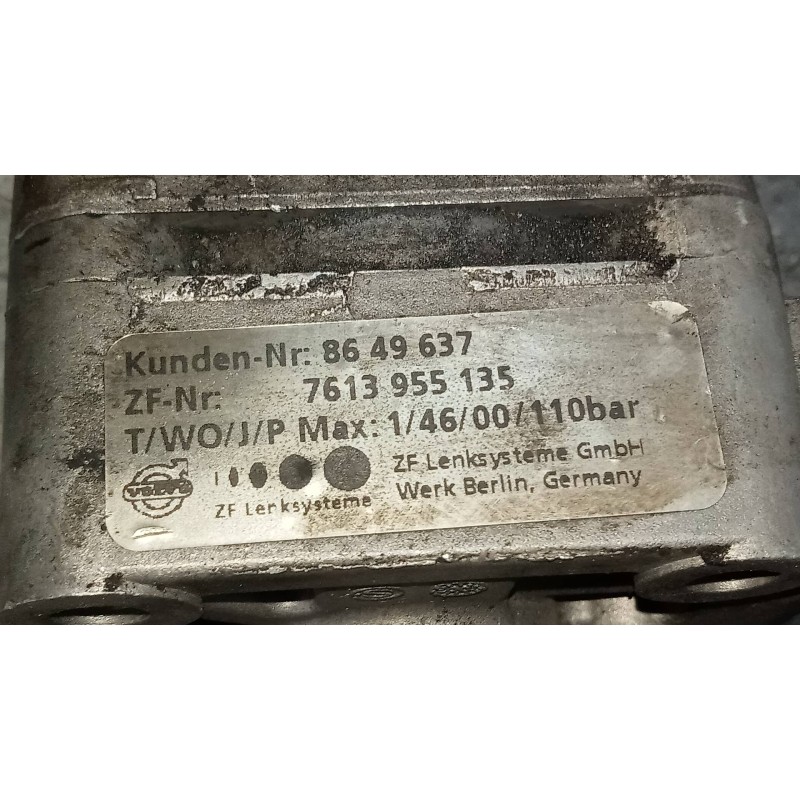 Kunden-Nr: 86 49 637
ZF-Nr: 7613 955 135
T/WO/J/P Max: 1/46/00/110bar
VOLVO
ZF Lenksysteme
ZF Lenksysteme GmbH
Werk Berlin, Germany